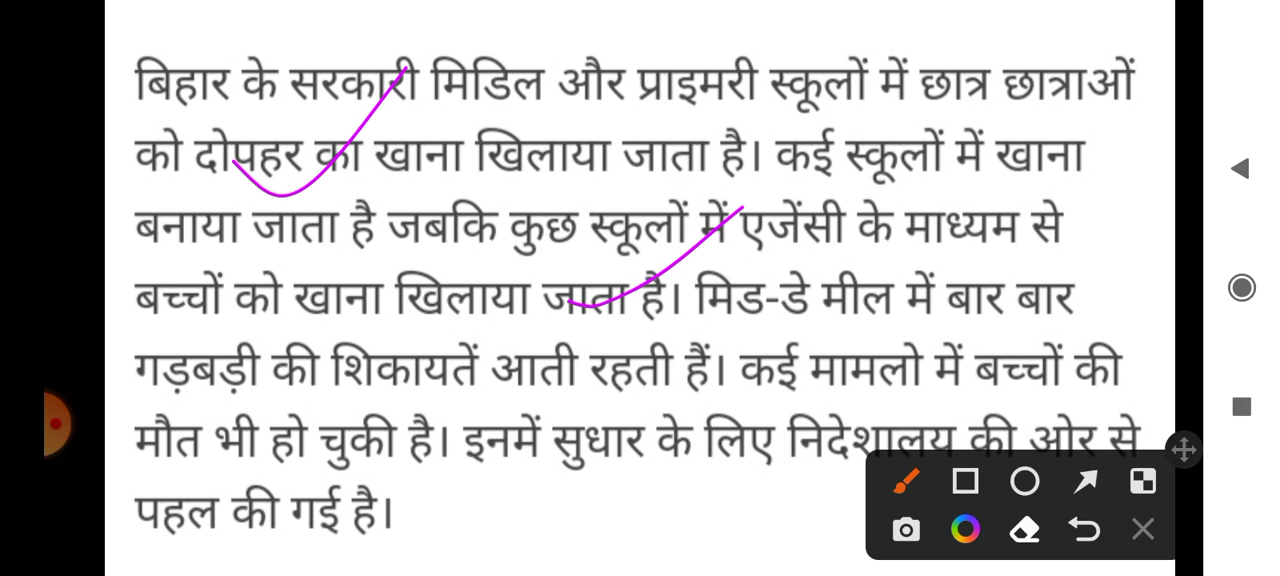 बिहार के सरकारी मिडिल और प्राइमरी स्कूलों में छात्र छात्राओं
को दोपहर का खाना खिलाया जाता है। कई स्कूलों में खाना
बनाया जाता है जबकि कुछ स्कूलों में एजेंसी के माध्यम से
बच्चों को खाना खिलाया जाता है। मिड-डे मील में बार बार
गड़बड़ी की शिकायतें आती रहती हैं। कई मामलो में बच्चों की
मौत भी हो चुकी है। इनमें सुधार के लिए निदेशालय की ओर से
पहल की गई है।